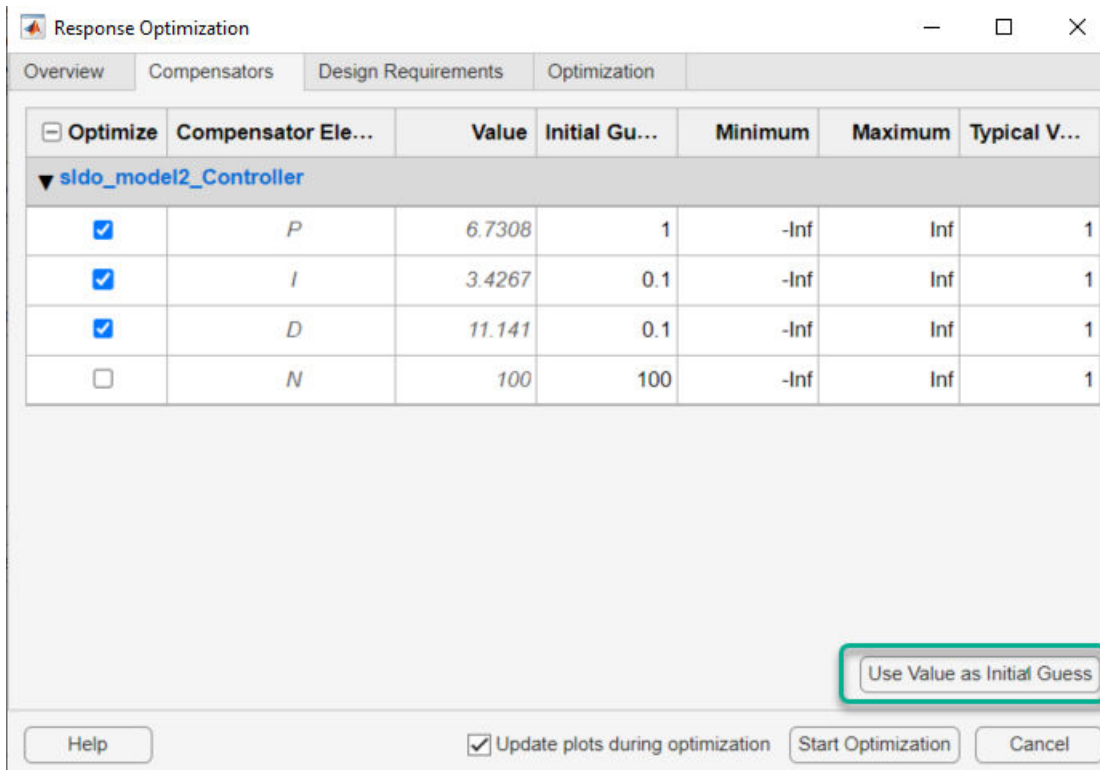 Response Optimization
Overview Compensators Design Requirements Optimization
Optimize Compensator Ele... Value Initial Gu... Minimum Maximum Typical V...
sldo_model2_Controller
P 6.7308 1 -Inf Inf 1
I 3.4267 0.1 -Inf Inf 1
D 11.141 0.1 -Inf Inf 1
N 100 100 -Inf Inf 1
Use Value as Initial Guess
Help Update plots during optimization Start Optimization Cancel